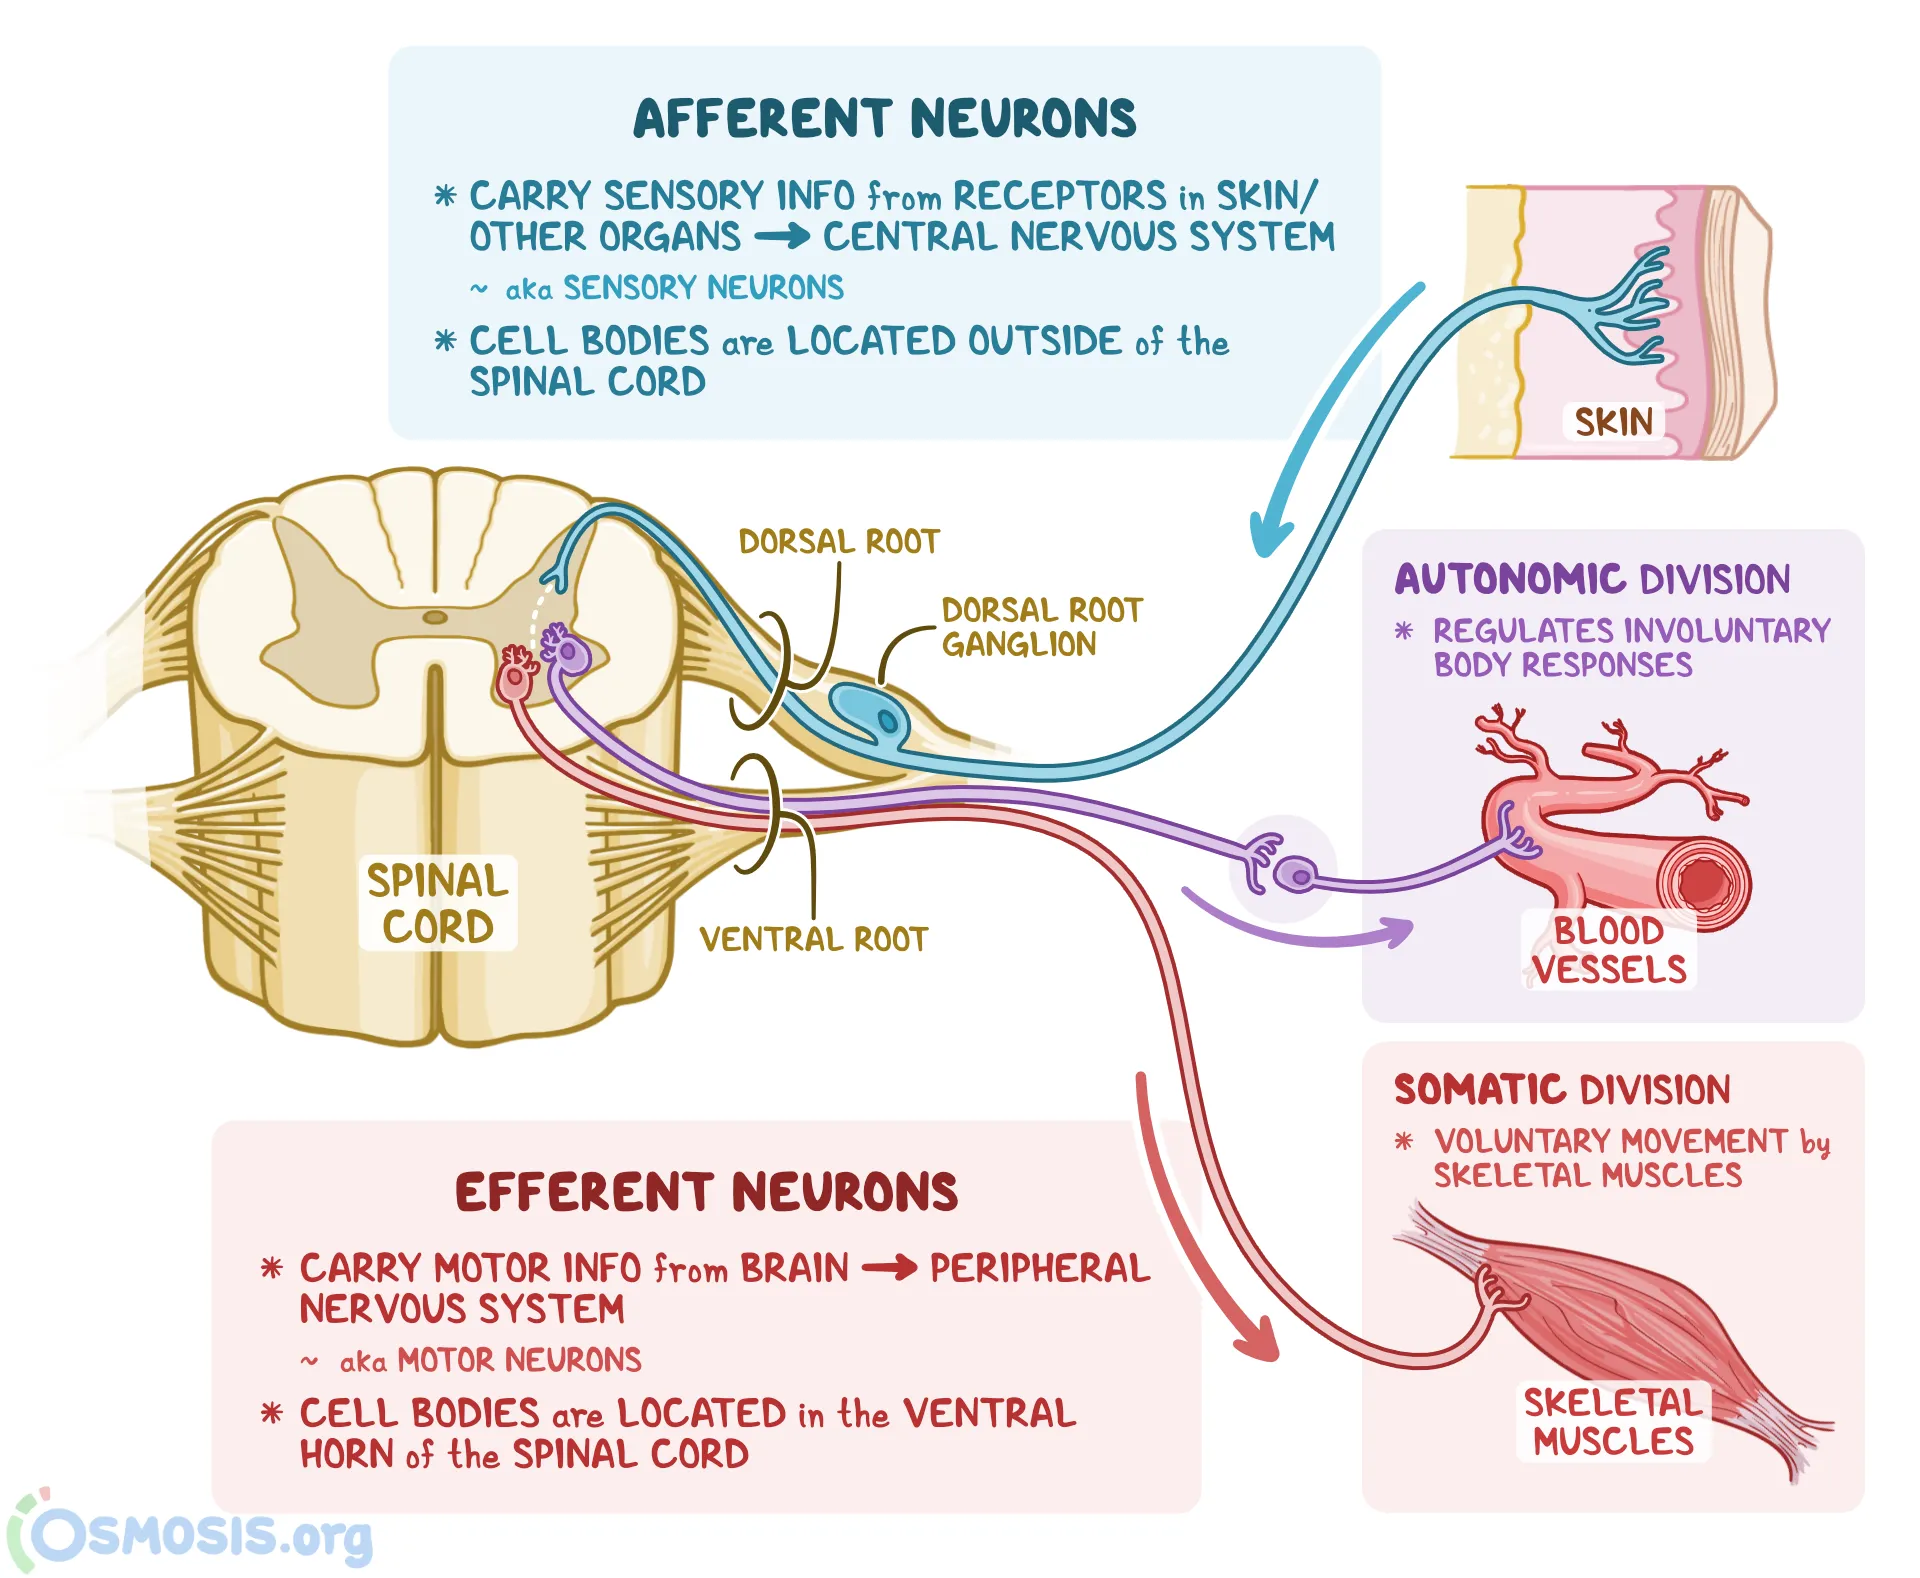 AFFERENT NEURONS
* CARRY SENSORY INFO from RECEPTORS in SKIN/
OTHER ORGANS → CENTRAL NERVOUS SYSTEM
~ aka SENSORY NEURONS
* CELL BODIES are LOCATED OUTSIDE of the
SPINAL CORD
SKIN
DORSAL ROOT
DORSAL ROOT
GANGLION
AUTONOMIC DIVISION
* REGULATES INVOLUNTARY
BODY RESPONSES
SPINAL
CORD
VENTRAL ROOT
BLOOD
VESSELS
SOMATIC DIVISION
* VOLUNTARY MOVEMENT by
SKELETAL MUSCLES
EFFERENT NEURONS
* CARRY MOTOR INFO from BRAIN → PERIPHERAL
NERVOUS SYSTEM
~ aka MOTOR NEURONS
* CELL BODIES are LOCATED in the VENTRAL
HORN of the SPINAL CORD
SKELETAL
MUSCLES
OSMOSIS.org